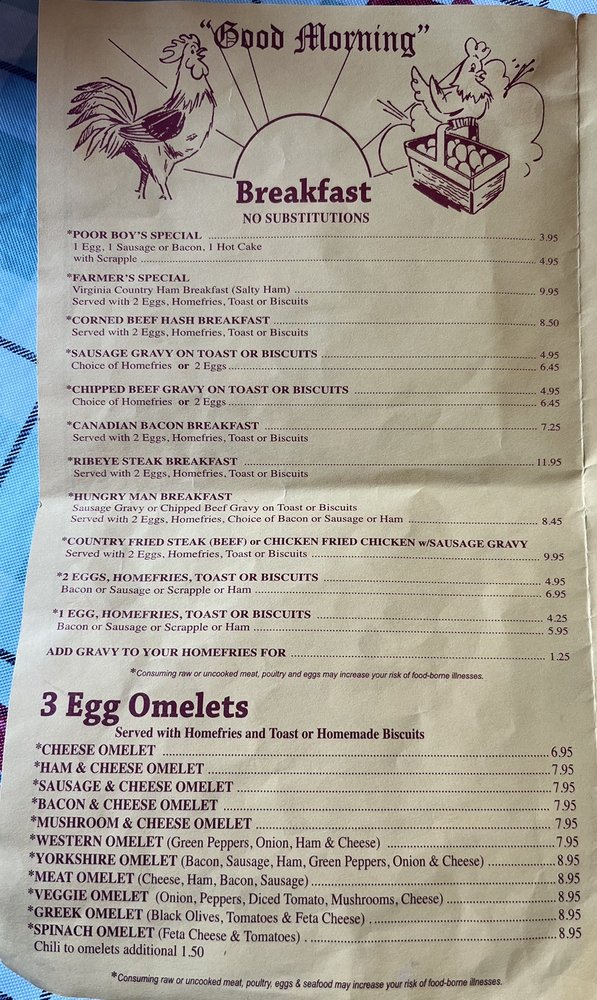 "Good Morning"
Breakfast
NO SUBSTITUTIONS
*POOR BOY'S SPECIAL 3.95
1 Egg, 1 Sausage or Bacon, 1 Hot Cake
with Scrapple 4.95
*FARMER'S SPECIAL
Virginia Country Ham Breakfast (Salty Ham) 9.95
Served with 2 Eggs, Homefries, Toast or Biscuits
*CORNED BEEF HASH BREAKFAST 8.50
Served with 2 Eggs, Homefries, Toast or Biscuits
*SAUSAGE GRAVY ON TOAST OR BISCUITS 4.95
Choice of Homefries or 2 Eggs 6.45
*CHIPPED BEEF GRAVY ON TOAST OR BISCUITS 4.95
Choice of Homefries or 2 Eggs 6.45
*CANADIAN BACON BREAKFAST 7.25
Served with 2 Eggs, Homefries, Toast or Biscuits
*RIBEYE STEAK BREAKFAST 11.95
Served with 2 Eggs, Homefries, Toast or Biscuits
*HUNGRY MAN BREAKFAST
Sausage Gravy or Chipped Beef Gravy on Toast or Biscuits
Served with 2 Eggs, Homefries, Choice of Bacon or Sausage or Ham 8.45
*COUNTRY FRIED STEAK (BEEF) or CHICKEN FRIED CHICKEN w/SAUSAGE GRAVY
Served with 2 Eggs, Homefries, Toast or Biscuits 9.95
*2 EGGS, HOMEFRIES, TOAST OR BISCUITS 4.95
Bacon or Sausage or Scrapple or Ham 6.95
*1 EGG, HOMEFRIES, TOAST OR BISCUITS 4.25
Bacon or Sausage or Scrapple or Ham 5.95
ADD GRAVY TO YOUR HOMEFRIES FOR 1.25
*Consuming raw or uncooked meat, poultry and eggs may increase your risk of food-borne illnesses.
3 Egg Omelets
Served with Homefries and Toast or Homemade Biscuits
*CHEESE OMELET 6.95
*HAM & CHEESE OMELET 7.95
*SAUSAGE & CHEESE OMELET 7.95
*BACON & CHEESE OMELET 7.95
*MUSHROOM & CHEESE OMELET 7.95
*WESTERN OMELET (Green Peppers, Onion, Ham & Cheese) 7.95
*YORKSHIRE OMELET (Bacon, Sausage, Ham, Green Peppers, Onion & Cheese) 8.95
*MEAT OMELET (Cheese, Ham, Bacon, Sausage) 8.95
*VEGGIE OMELET (Onion, Peppers, Diced Tomato, Mushrooms, Cheese) 8.95
*GREEK OMELET (Black Olives, Tomatoes & Feta Cheese) 8.95
*SPINACH OMELET (Feta Cheese & Tomatoes) 8.95
Chili to omelets additional 1.50
*Consuming raw or uncooked meat, poultry, eggs & seafood may increase your risk of food-borne illnesses.